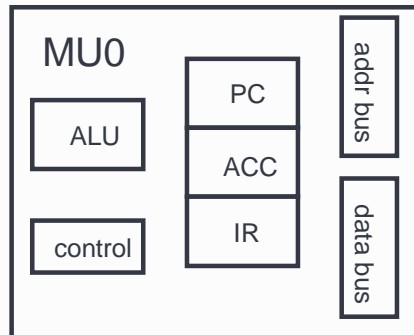 MU0
ALU
control
PC
ACC
IR
addr bus
data bus